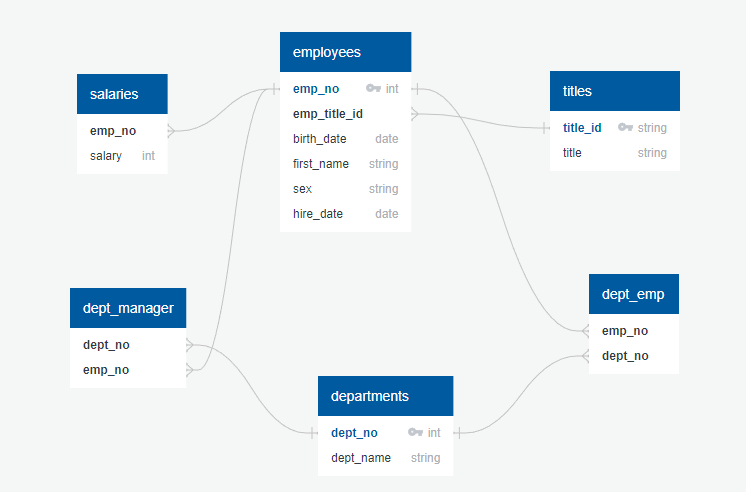 employees
emp_no int
emp_title_id
birth_date date
first_name string
sex string
hire_date date
salaries
emp_no
salary int
titles
title_id string
title string
dept_manager
dept_no
emp_no
dept_emp
emp_no
dept_no
departments
dept_no int
dept_name string